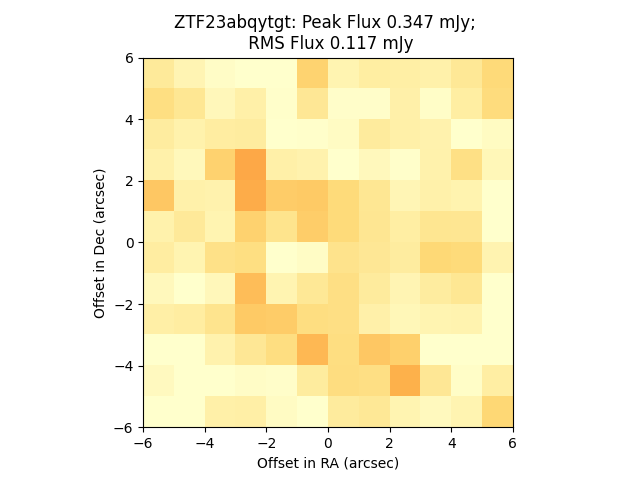 ZTF23abqytgt: Peak Flux 0.347 mJy;
RMS Flux 0.117 mJy
6
4
2
0
−2
−4
−6
Offset in Dec (arcsec)
−6 −4 −2 0 2 4 6
Offset in RA (arcsec)